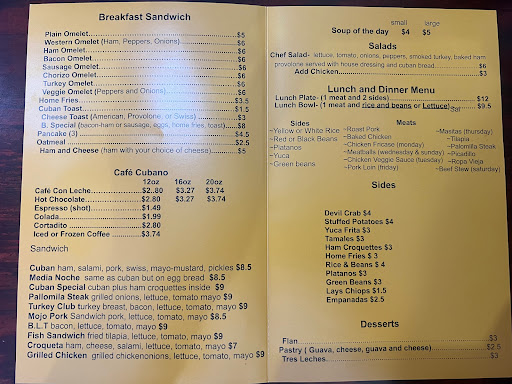 Breakfast Sandwich
Plain Omelet...$5
Western Omelet (Ham, Peppers, Onions)...$6
Ham Omelet...$6
Bacon Omelet...$6
Sausage Omelet...$6
Chorizo Omelet...$6
Turkey Omelet...$6
Veggie Omelet (Peppers and Onions)...$6
Home Fries...$3.5
Cuban Toast...$1.5
Cheese Toast (American, Provolone, or Swiss)...$3
B. Special (bacon-ham or sausage, eggs, home fries, toast)...$8
Pancake (3)...$4.5
Oatmeal...$2.5
Ham and Cheese (ham with your choice of cheese)...$5
Café Cubano
12oz 16oz 20oz
Café Con Leche...$2.80 $3.27 $3.74
Hot Chocolate...$2.80 $3.27 $3.74
Espresso (shot)...$1.49
Colada...$1.99
Cortadito...$2.80
Iced or Frozen Coffee...$3.74
Sandwich
Cuban ham, salami, pork, swiss, mayo-mustard, pickles $8.5
Media Noche same as cuban but on egg bread $8.5
Cuban Special cuban plus ham croquettes inside $9
Pallomilla Steak grilled onions, lettuce, tomato mayo $9
Turkey Club turkey breast, bacon, lettuce, tomato, mayo $9
Mojo Pork Sandwich pork, lettuce, tomato, mayo $8.5
B.L.T bacon, lettuce, tomato, mayo $9
Fish Sandwich fried tilapia, lettuce, tomato, mayo $9
Croqueta ham, cheese, salami, lettuce, tomato, mayo $7
Grilled Chicken grilled chickenonions, lettuce, tomato, mayo $9
small large
Soup of the day $4 $5
Salads
Chef Salad- lettuce, tomato, onions, peppers, smoked turkey, baked ham
provolone served with house dressing and cuban bread...$6
Add Chicken...$3
Lunch and Dinner Menu
Lunch Plate- (1 meat and 2 sides)...$12
Lunch Bowl- (1 meat and rice and beans or Lettuce)...$9.5
Sides
~Yellow or White Rice
~Red or Black Beans
~Platanos
~Yuca
~Green beans
Meats
~Roast Pork
~Baked Chicken
~Chicken Fricase (monday)
~Meatballs (wednesday & sunday)
~Chicken Veggie Sauce (tuesday)
~Pork Loin (friday)
~Masitas (thursday)
~Tilapia
~Palomilla Steak
~Picadillo
~Ropa Vieja
~Beef Stew (saturday)
Sides
Devil Crab $4
Stuffed Potatoes $4
Yuca Frita $3
Tamales $3
Ham Croquettes $3
Home Fries $ 3
Rice & Beans $ 4
Platanos $3
Green Beans $3
Lays Chiops $1.5
Empanadas $2.5
Desserts
Flan...$3
Pastry ( Guava, cheese, guava and cheese)...$2.5
Tres Leches...$3